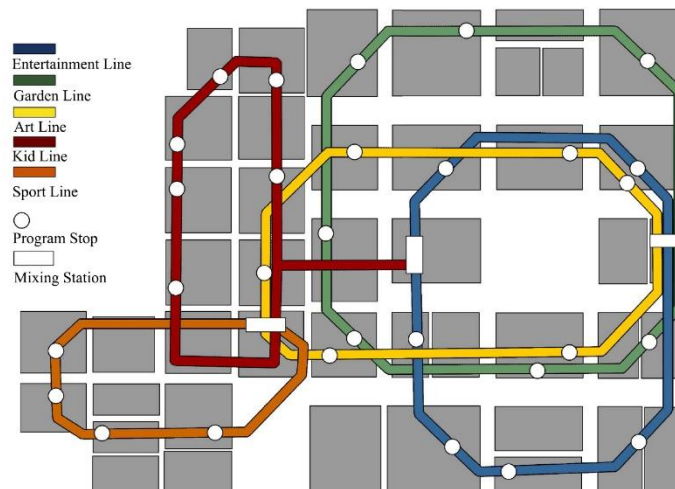 Entertainment Line
Garden Line
Art Line
Kid Line
Sport Line
Program Stop
Mixing Station